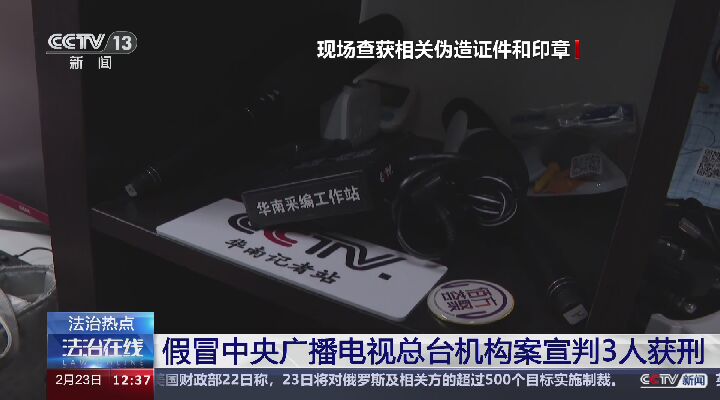 CCTV 13
新闻
现场查获相关伪造证件和印章
华南采编工作站
CCTV
华南记者站
法治热点
法治在线
假冒中央广播电视总台机构案宣判3人获刑
2月23日 12:37
国财政部22日称，23日将对俄罗斯及相关方的超过500个目标实施制裁。
CCTV 新闻